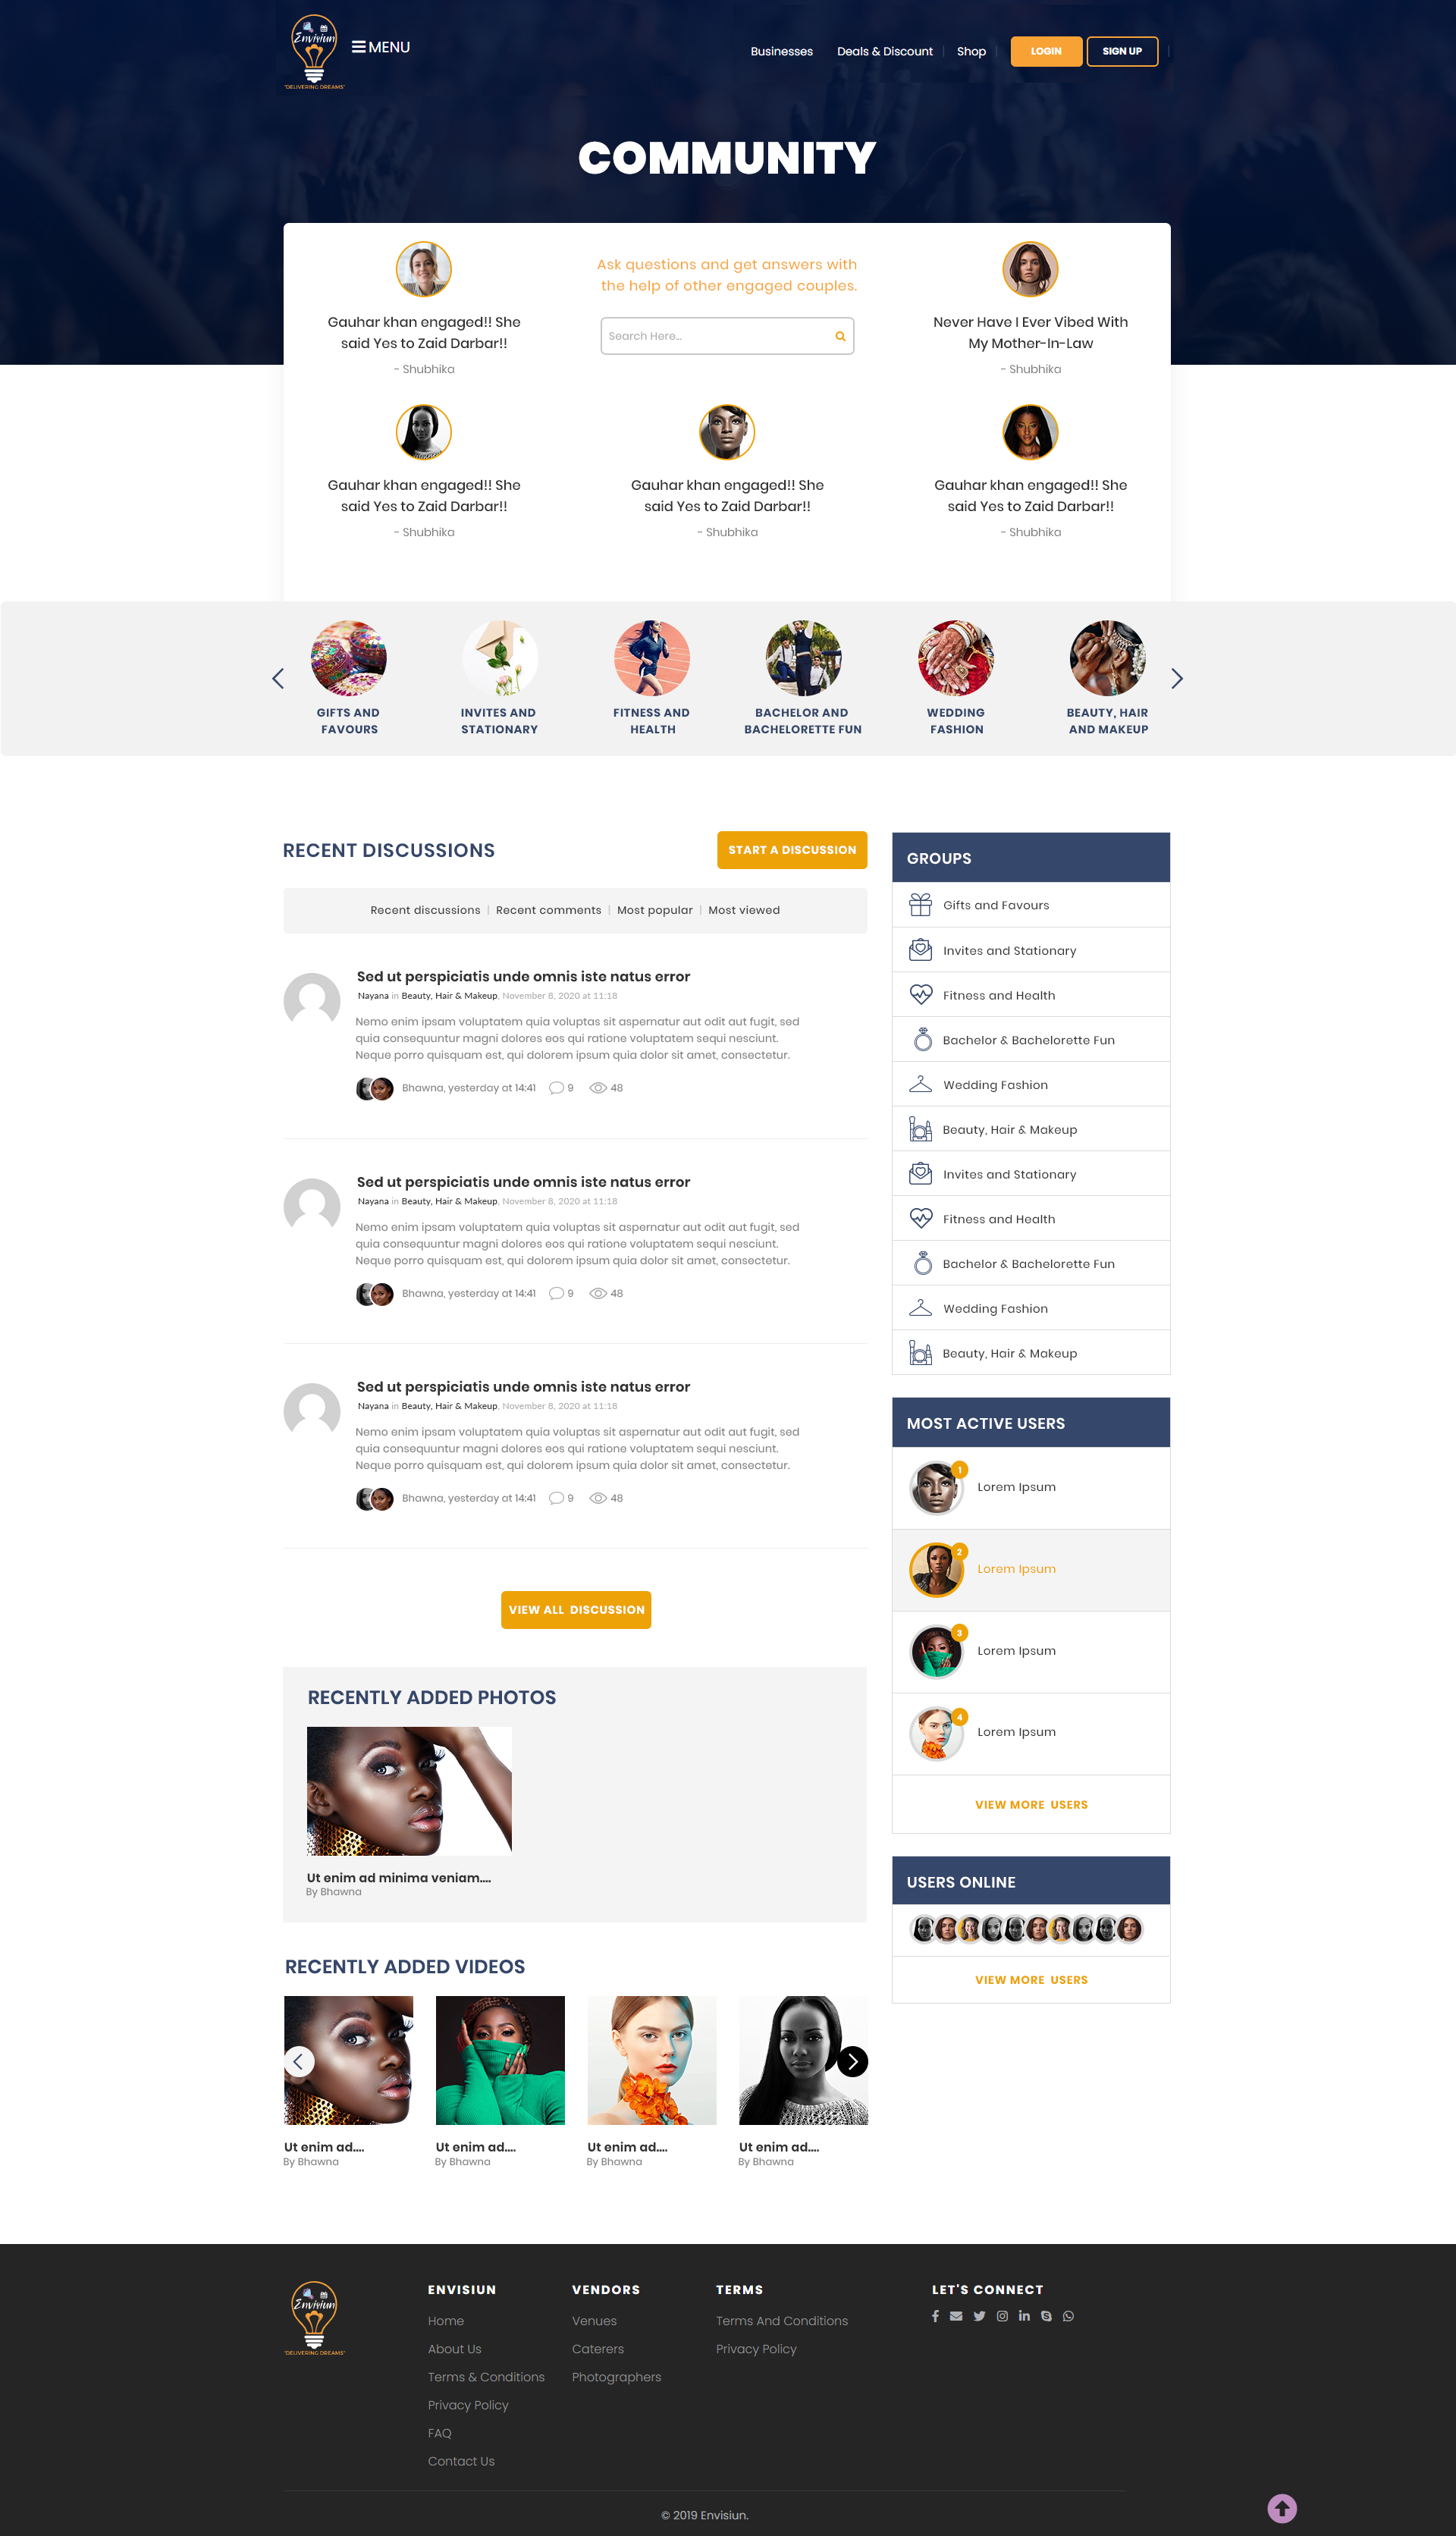 Envisiun
"DELIVERING DREAMS"
MENU
Businesses
Deals & Discount
Shop
LOGIN
SIGN UP
COMMUNITY
Gauhar khan engaged!! She
said Yes to Zaid Darbar!!
- Shubhika
Ask questions and get answers with
the help of other engaged couples.
Search Here...
Never Have I Ever Vibed With
My Mother-In-Law
- Shubhika
Gauhar khan engaged!! She
said Yes to Zaid Darbar!!
- Shubhika
Gauhar khan engaged!! She
said Yes to Zaid Darbar!!
- Shubhika
Gauhar khan engaged!! She
said Yes to Zaid Darbar!!
- Shubhika
GIFTS AND
FAVOURS
INVITES AND
STATIONARY
FITNESS AND
HEALTH
BACHELOR AND
BACHELORETTE FUN
WEDDING
FASHION
BEAUTY, HAIR
AND MAKEUP
RECENT DISCUSSIONS
START A DISCUSSION
Recent discussions | Recent comments | Most popular | Most viewed
Sed ut perspiciatis unde omnis iste natus error
Nayana in Beauty, Hair & Makeup, November 8, 2020 at 11:18
Nemo enim ipsam voluptatem quia voluptas sit aspernatur aut odit aut fugit, sed
quia consequuntur magni dolores eos qui ratione voluptatem sequi nesciunt.
Neque porro quisquam est, qui dolorem ipsum quia dolor sit amet, consectetur.
Bhawna, yesterday at 14:41 9 48
Sed ut perspiciatis unde omnis iste natus error
Nayana in Beauty, Hair & Makeup, November 8, 2020 at 11:18
Nemo enim ipsam voluptatem quia voluptas sit aspernatur aut odit aut fugit, sed
quia consequuntur magni dolores eos qui ratione voluptatem sequi nesciunt.
Neque porro quisquam est, qui dolorem ipsum quia dolor sit amet, consectetur.
Bhawna, yesterday at 14:41 9 48
Sed ut perspiciatis unde omnis iste natus error
Nayana in Beauty, Hair & Makeup, November 8, 2020 at 11:18
Nemo enim ipsam voluptatem quia voluptas sit aspernatur aut odit aut fugit, sed
quia consequuntur magni dolores eos qui ratione voluptatem sequi nesciunt.
Neque porro quisquam est, qui dolorem ipsum quia dolor sit amet, consectetur.
Bhawna, yesterday at 14:41 9 48
VIEW ALL DISCUSSION
RECENTLY ADDED PHOTOS
Ut enim ad minima veniam....
By Bhawna
RECENTLY ADDED VIDEOS
Ut enim ad....
By Bhawna
Ut enim ad....
By Bhawna
Ut enim ad....
By Bhawna
Ut enim ad....
By Bhawna
GROUPS
Gifts and Favours
Invites and Stationary
Fitness and Health
Bachelor & Bachelorette Fun
Wedding Fashion
Beauty, Hair & Makeup
Invites and Stationary
Fitness and Health
Bachelor & Bachelorette Fun
Wedding Fashion
Beauty, Hair & Makeup
MOST ACTIVE USERS
1
Lorem Ipsum
2
Lorem Ipsum
3
Lorem Ipsum
4
Lorem Ipsum
VIEW MORE USERS
USERS ONLINE
VIEW MORE USERS
Envisiun
"DELIVERING DREAMS"
ENVISIUN
Home
About Us
Terms & Conditions
Privacy Policy
FAQ
Contact Us
VENDORS
Venues
Caterers
Photographers
TERMS
Terms And Conditions
Privacy Policy
LET'S CONNECT
© 2019 Envisiun.